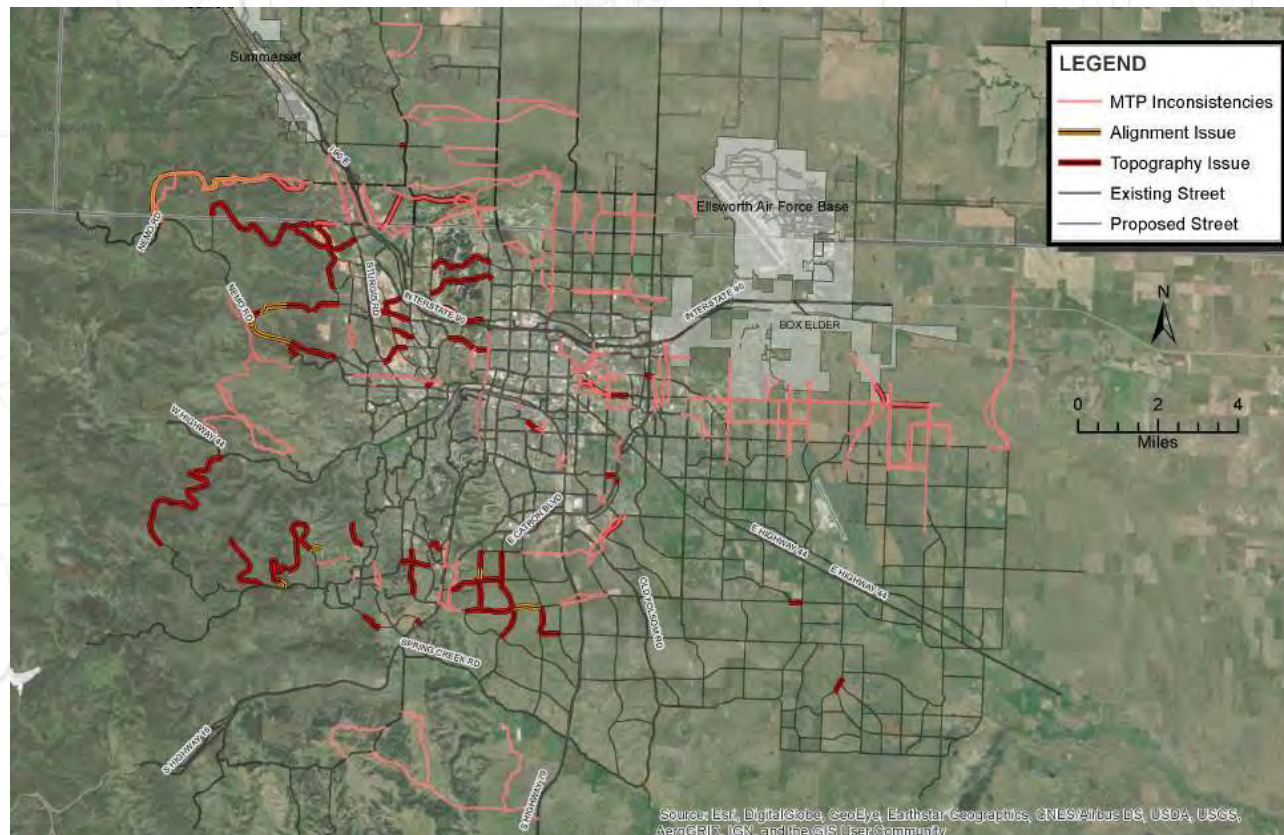 Summerset
LEGEND
MTP Inconsistencies
Alignment Issue
Topography Issue
Existing Street
Proposed Street
I-90 E
NEMO RD
Ellsworth Air Force Base
STURGIS RD
INTERSTATE 90
INTERSTATE 90
NEMO RD
BOX ELDER
N
0 2 4
Miles
W HIGHWAY 44
E CATRON BLVD
E HIGHWAY 44
E HIGHWAY 44
OLD FOLSOM RD
SPRING CREEK RD
S HIGHWAY 16
S HIGHWAY 79
Source: Esri, DigitalGlobe, GeoEye, Earthstar Geographics, CNES/Airbus DS, USDA, USGS,
AeroGRID, IGN, and the GIS User Community